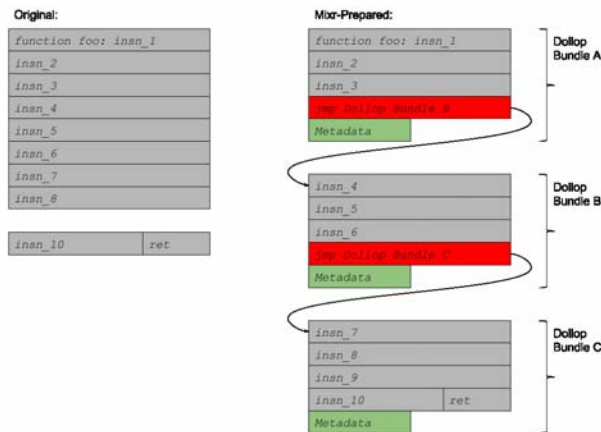 Original:
function foo: insn_1
insn_2
insn_3
insn_4
insn_5
insn_6
insn_7
insn_8
insn_10 ret
Mixr-Prepared:
function foo: insn_1
insn_2
insn_3
jmp Dollop Bundle B
Metadata
Dollop
Bundle A
insn_4
insn_5
insn_6
jmp Dollop Bundle C
Metadata
Dollop
Bundle B
insn_7
insn_8
insn_9
insn_10 ret
Metadata
Dollop
Bundle C